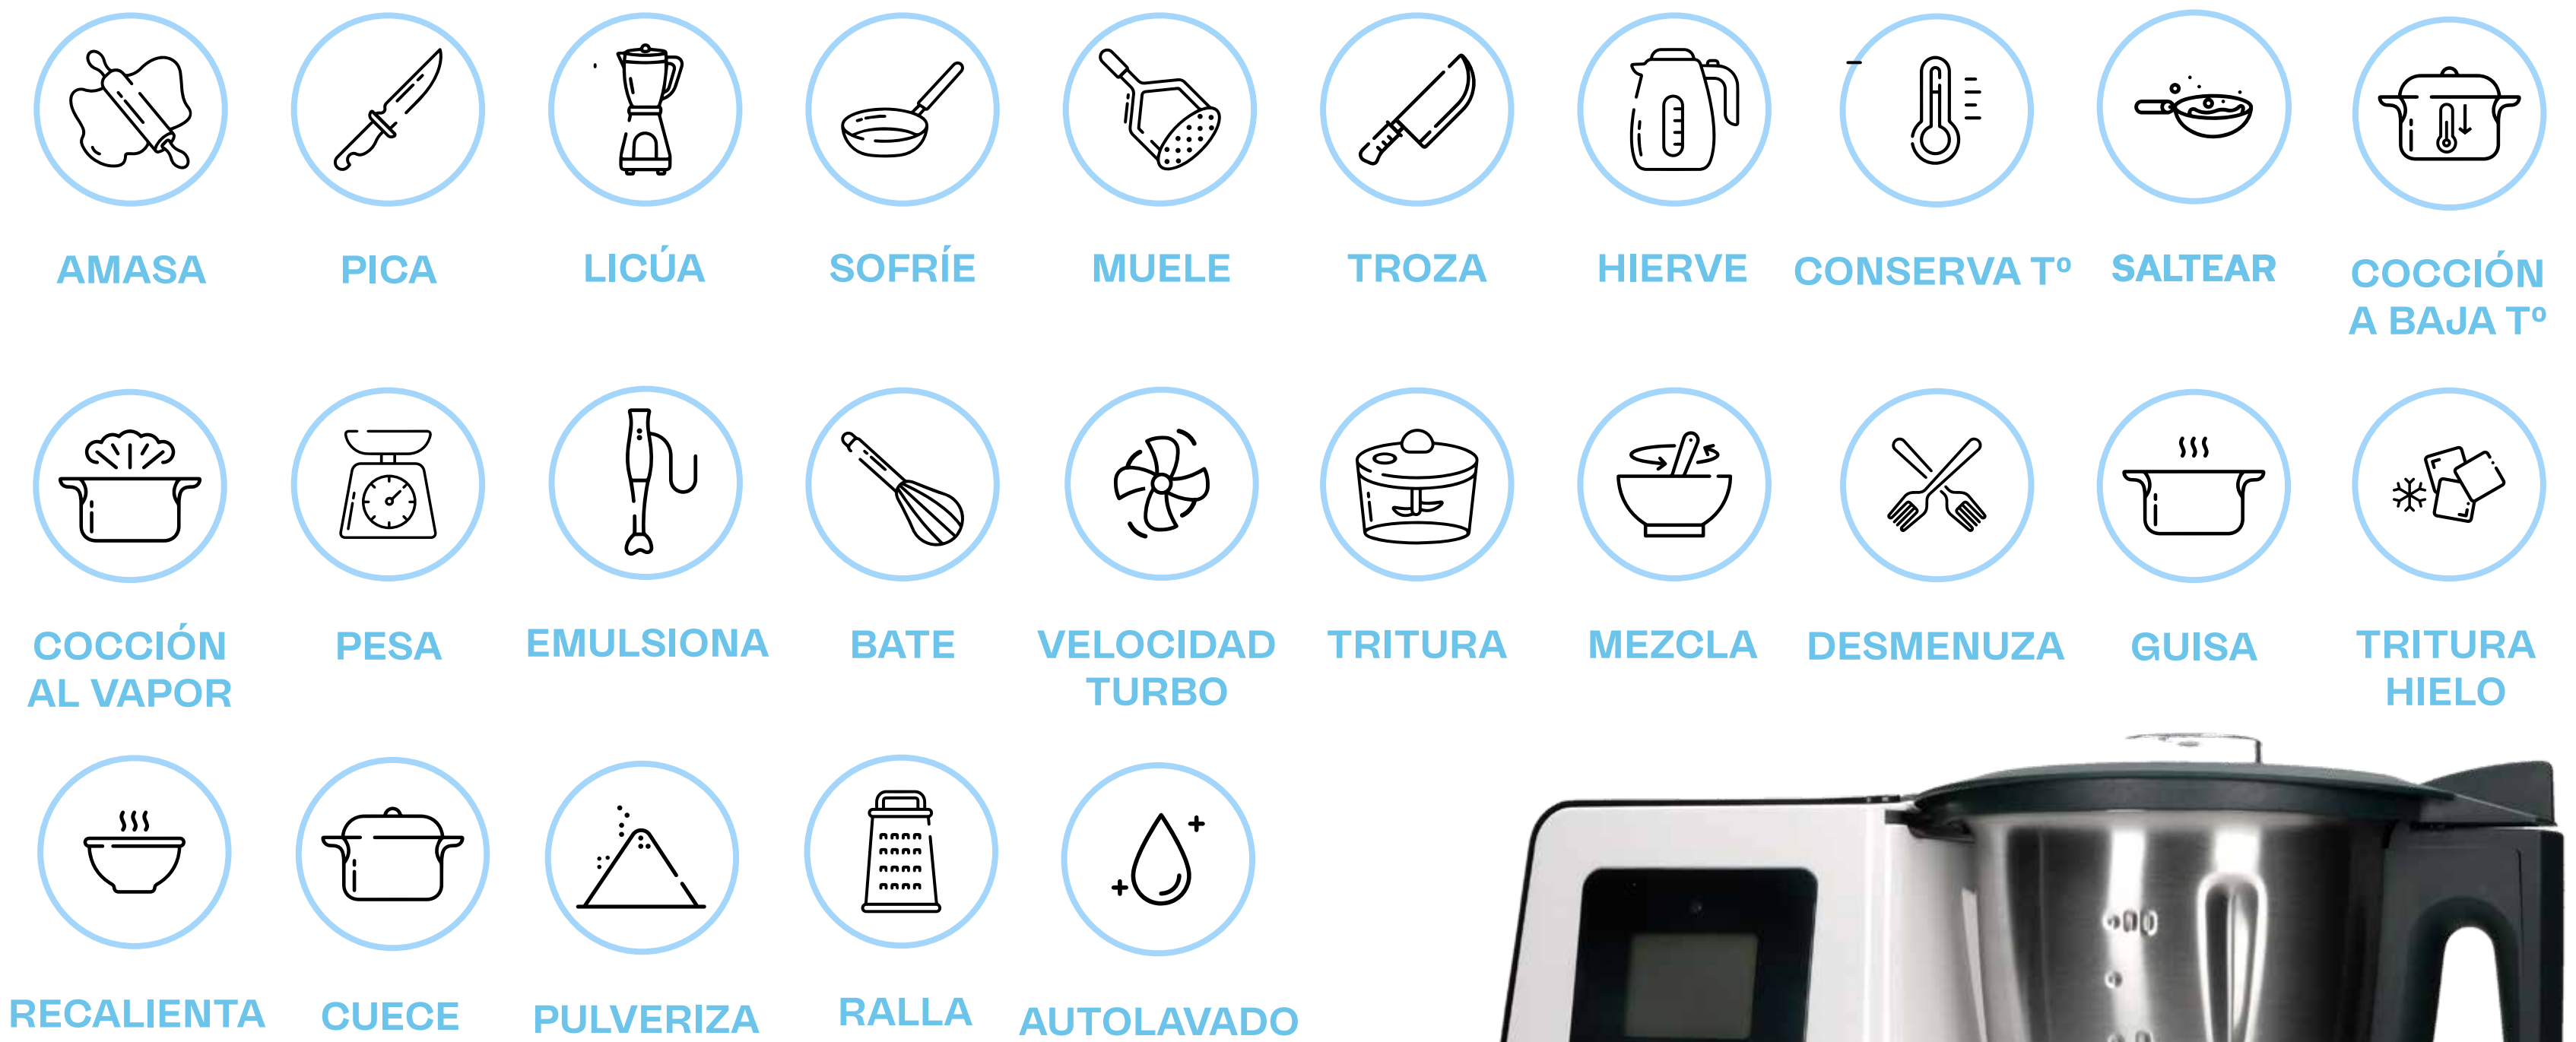 AMASA
PICA
LICÚA
SOFRÍE
MUELE
TROZA
HIERVE
CONSERVA Tº
SALTEAR
COCCIÓN
A BAJA Tº
COCCIÓN
AL VAPOR
PESA
EMULSIONA
BATE
VELOCIDAD
TURBO
TRITURA
MEZCLA
DESMENUZA
GUISA
TRITURA
HIELO
RECALIENTA
CUECE
PULVERIZA
RALLA
AUTOLAVADO